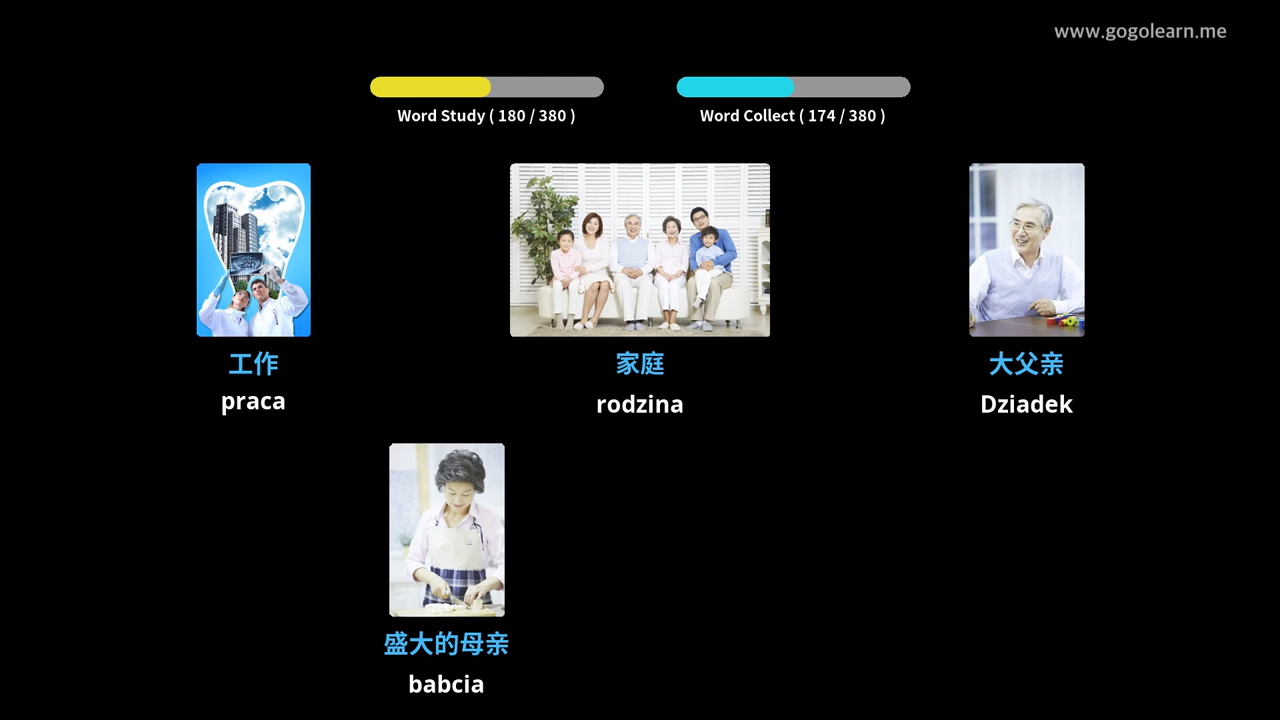 www.gogolearn.me
Word Study ( 180 / 380 )
Word Collect ( 174 / 380 )
工作
praca
家庭
rodzina
大父亲
Dziadek
盛大的母亲
babcia